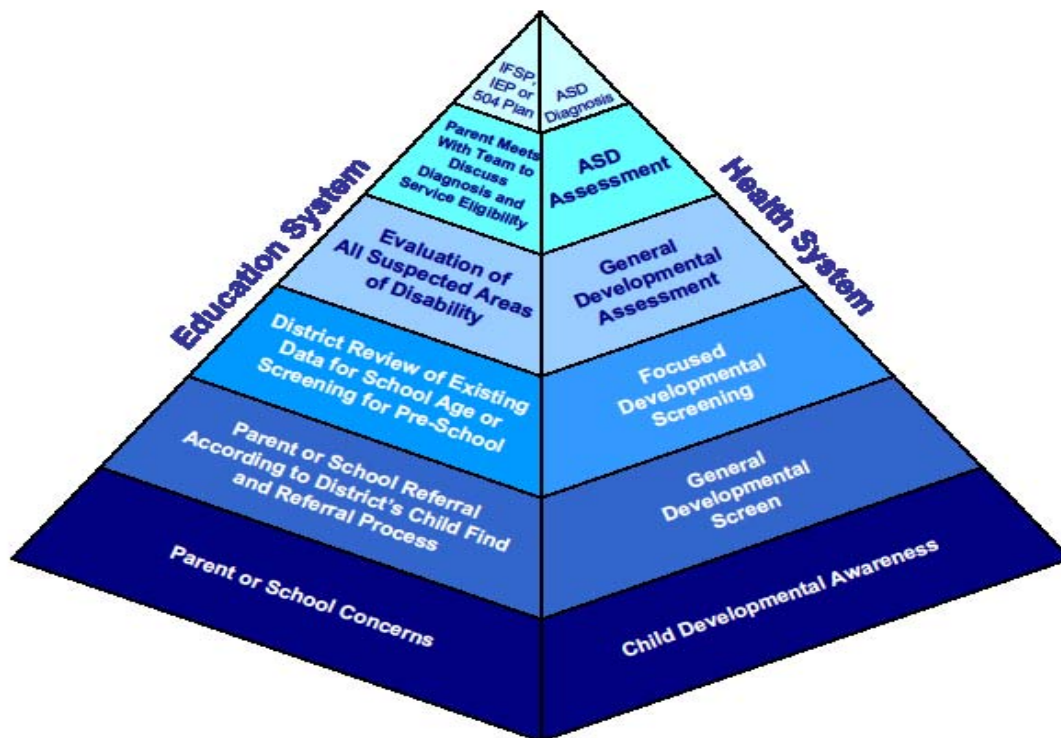 IFSP,
IEP or
504 Plan
ASD
Diagnosis
Parent Meets
With Team to
Discuss
Diagnosis and
Service Eligibility
ASD
Assessment
Education System
Health System
Evaluation of
All Suspected Areas
of Disability
General
Developmental
Assessment
District Review of Existing
Data for School Age or
Screening for Pre-School
Focused
Developmental
Screening
Parent or School Referral
According to District's Child Find
and Referral Process
General
Developmental
Screen
Parent or School Concerns
Child Developmental Awareness